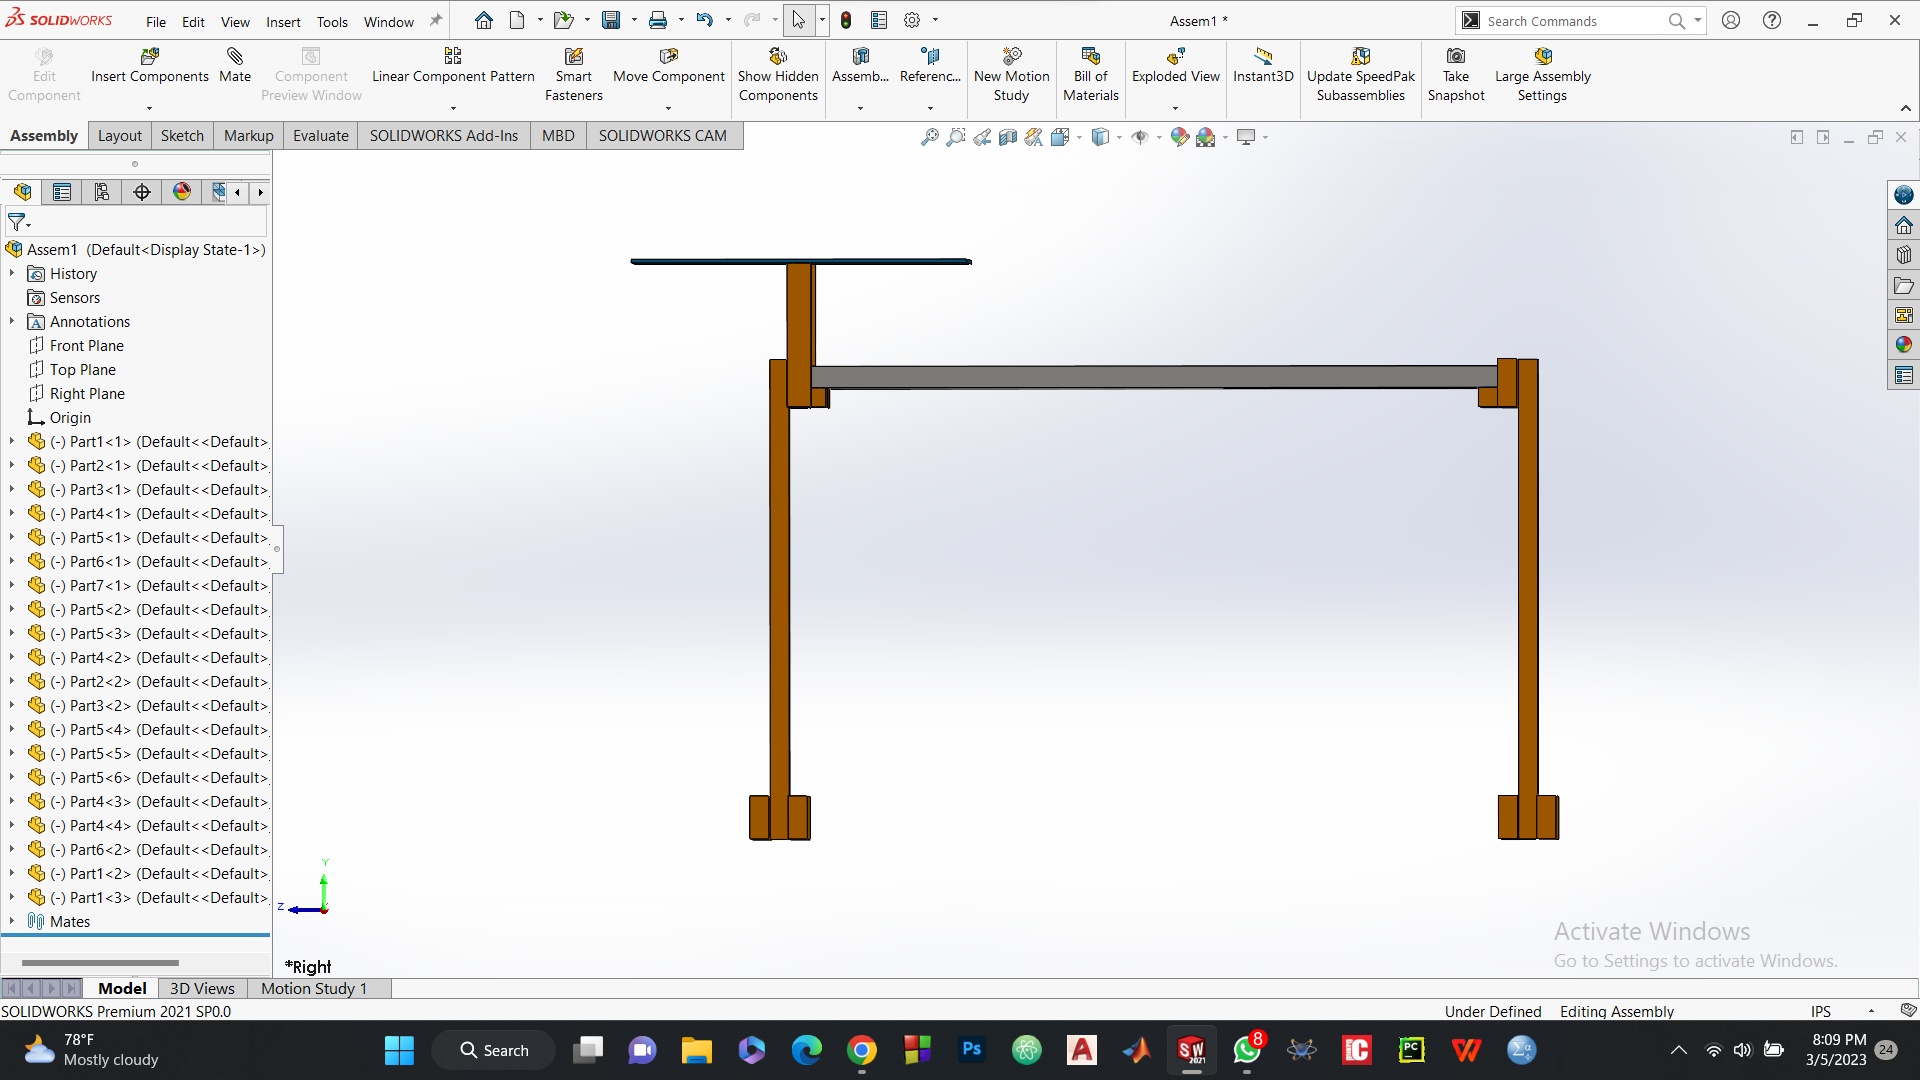 SOLIDWORKS File Edit View Insert Tools Window Assem1 * Search Commands
Edit Component
Insert Components
Mate
Component Preview Window
Linear Component Pattern
Smart Fasteners
Move Component
Show Hidden Components
Assemb...
Referenc...
New Motion Study
Bill of Materials
Exploded View
Instant3D
Update SpeedPak Subassemblies
Take Snapshot
Large Assembly Settings
Assembly Layout Sketch Markup Evaluate SOLIDWORKS Add-Ins MBD SOLIDWORKS CAM
Assem1 (Default<Display State-1>)
History
Sensors
Annotations
Front Plane
Top Plane
Right Plane
Origin
(-) Part1<1> (Default<<Default>
(-) Part2<1> (Default<<Default>
(-) Part3<1> (Default<<Default>
(-) Part4<1> (Default<<Default>
(-) Part5<1> (Default<<Default>
(-) Part6<1> (Default<<Default>
(-) Part7<1> (Default<<Default>
(-) Part5<2> (Default<<Default>
(-) Part5<3> (Default<<Default>
(-) Part4<2> (Default<<Default>
(-) Part2<2> (Default<<Default>
(-) Part3<2> (Default<<Default>
(-) Part5<4> (Default<<Default>
(-) Part5<5> (Default<<Default>
(-) Part5<6> (Default<<Default>
(-) Part4<3> (Default<<Default>
(-) Part4<4> (Default<<Default>
(-) Part6<2> (Default<<Default>
(-) Part1<2> (Default<<Default>
(-) Part1<3> (Default<<Default>
Mates
Y
Z
*Right
Activate Windows
Go to Settings to activate Windows.
Model 3D Views Motion Study 1
SOLIDWORKS Premium 2021 SP0.0 Under Defined Editing Assembly IPS
78°F
Mostly cloudy
Search
Ps
SW
2021
8
PC
8:09 PM
3/5/2023
24